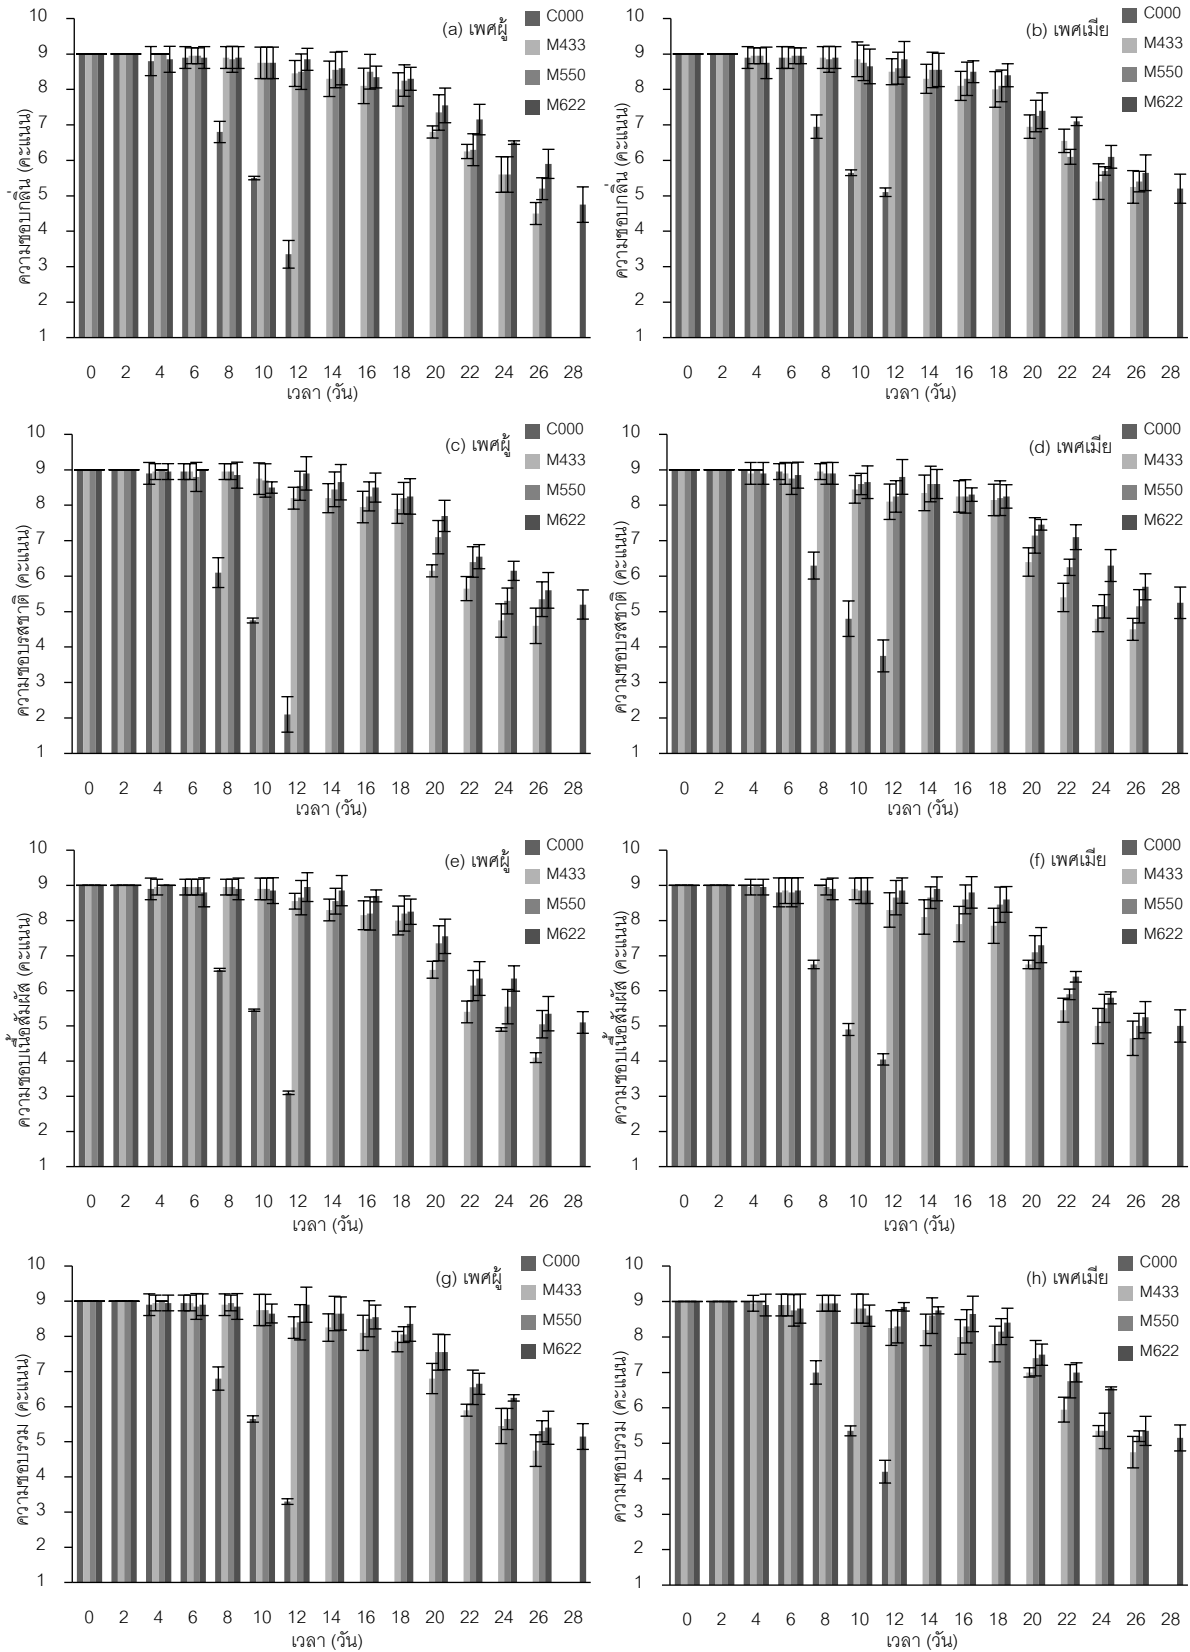 10
9
8
7
6
5
4
3
2
1
ความชอบกลิ่น (คะแนน)
(a) เพศผู้
C000
M433
M550
M622
0 2 4 6 8 10 12 14 16 18 20 22 24 26 28
เวลา (วัน)
10
9
8
7
6
5
4
3
2
1
ความชอบกลิ่น (คะแนน)
(b) เพศเมีย
C000
M433
M550
M622
0 2 4 6 8 10 12 14 16 18 20 22 24 26 28
เวลา (วัน)
10
9
8
7
6
5
4
3
2
1
ความชอบรสชาติ (คะแนน)
(c) เพศผู้
C000
M433
M550
M622
0 2 4 6 8 10 12 14 16 18 20 22 24 26 28
เวลา (วัน)
10
9
8
7
6
5
4
3
2
1
ความชอบรสชาติ (คะแนน)
(d) เพศเมีย
C000
M433
M550
M622
0 2 4 6 8 10 12 14 16 18 20 22 24 26 28
เวลา (วัน)
10
9
8
7
6
5
4
3
2
1
ความชอบเนื้อสัมผัส (คะแนน)
(e) เพศผู้
C000
M433
M550
M622
0 2 4 6 8 10 12 14 16 18 20 22 24 26 28
เวลา (วัน)
10
9
8
7
6
5
4
3
2
1
ความชอบเนื้อสัมผัส (คะแนน)
(f) เพศเมีย
C000
M433
M550
M622
0 2 4 6 8 10 12 14 16 18 20 22 24 26 28
เวลา (วัน)
10
9
8
7
6
5
4
3
2
1
ความชอบรวม (คะแนน)
(g) เพศผู้
C000
M433
M550
M622
0 2 4 6 8 10 12 14 16 18 20 22 24 26 28
เวลา (วัน)
10
9
8
7
6
5
4
3
2
1
ความชอบรวม (คะแนน)
(h) เพศเมีย
C000
M433
M550
M622
0 2 4 6 8 10 12 14 16 18 20 22 24 26 28
เวลา (วัน)